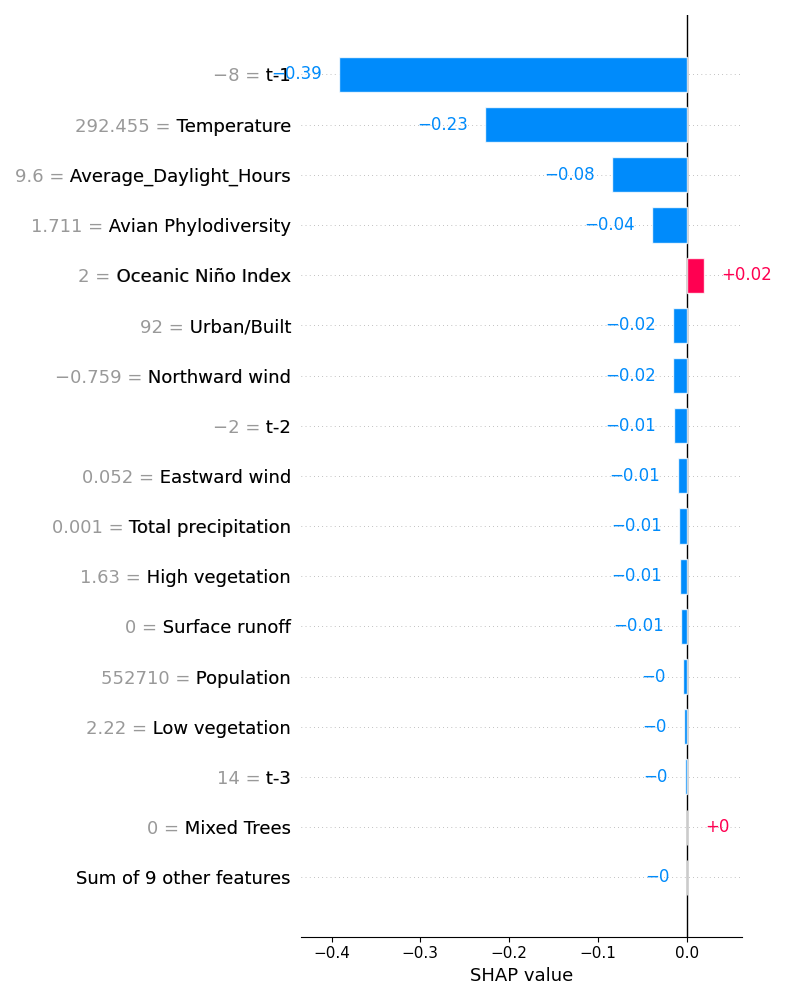 −8 = t-1 −0.39
292.455 = Temperature −0.23
9.6 = Average_Daylight_Hours −0.08
1.711 = Avian Phylodiversity −0.04
2 = Oceanic Niño Index +0.02
92 = Urban/Built −0.02
−0.759 = Northward wind −0.02
−2 = t-2 −0.01
0.052 = Eastward wind −0.01
0.001 = Total precipitation −0.01
1.63 = High vegetation −0.01
0 = Surface runoff −0.01
552710 = Population −0
2.22 = Low vegetation −0
14 = t-3 −0
0 = Mixed Trees +0
Sum of 9 other features −0
−0.4 −0.3 −0.2 −0.1 0.0
SHAP value